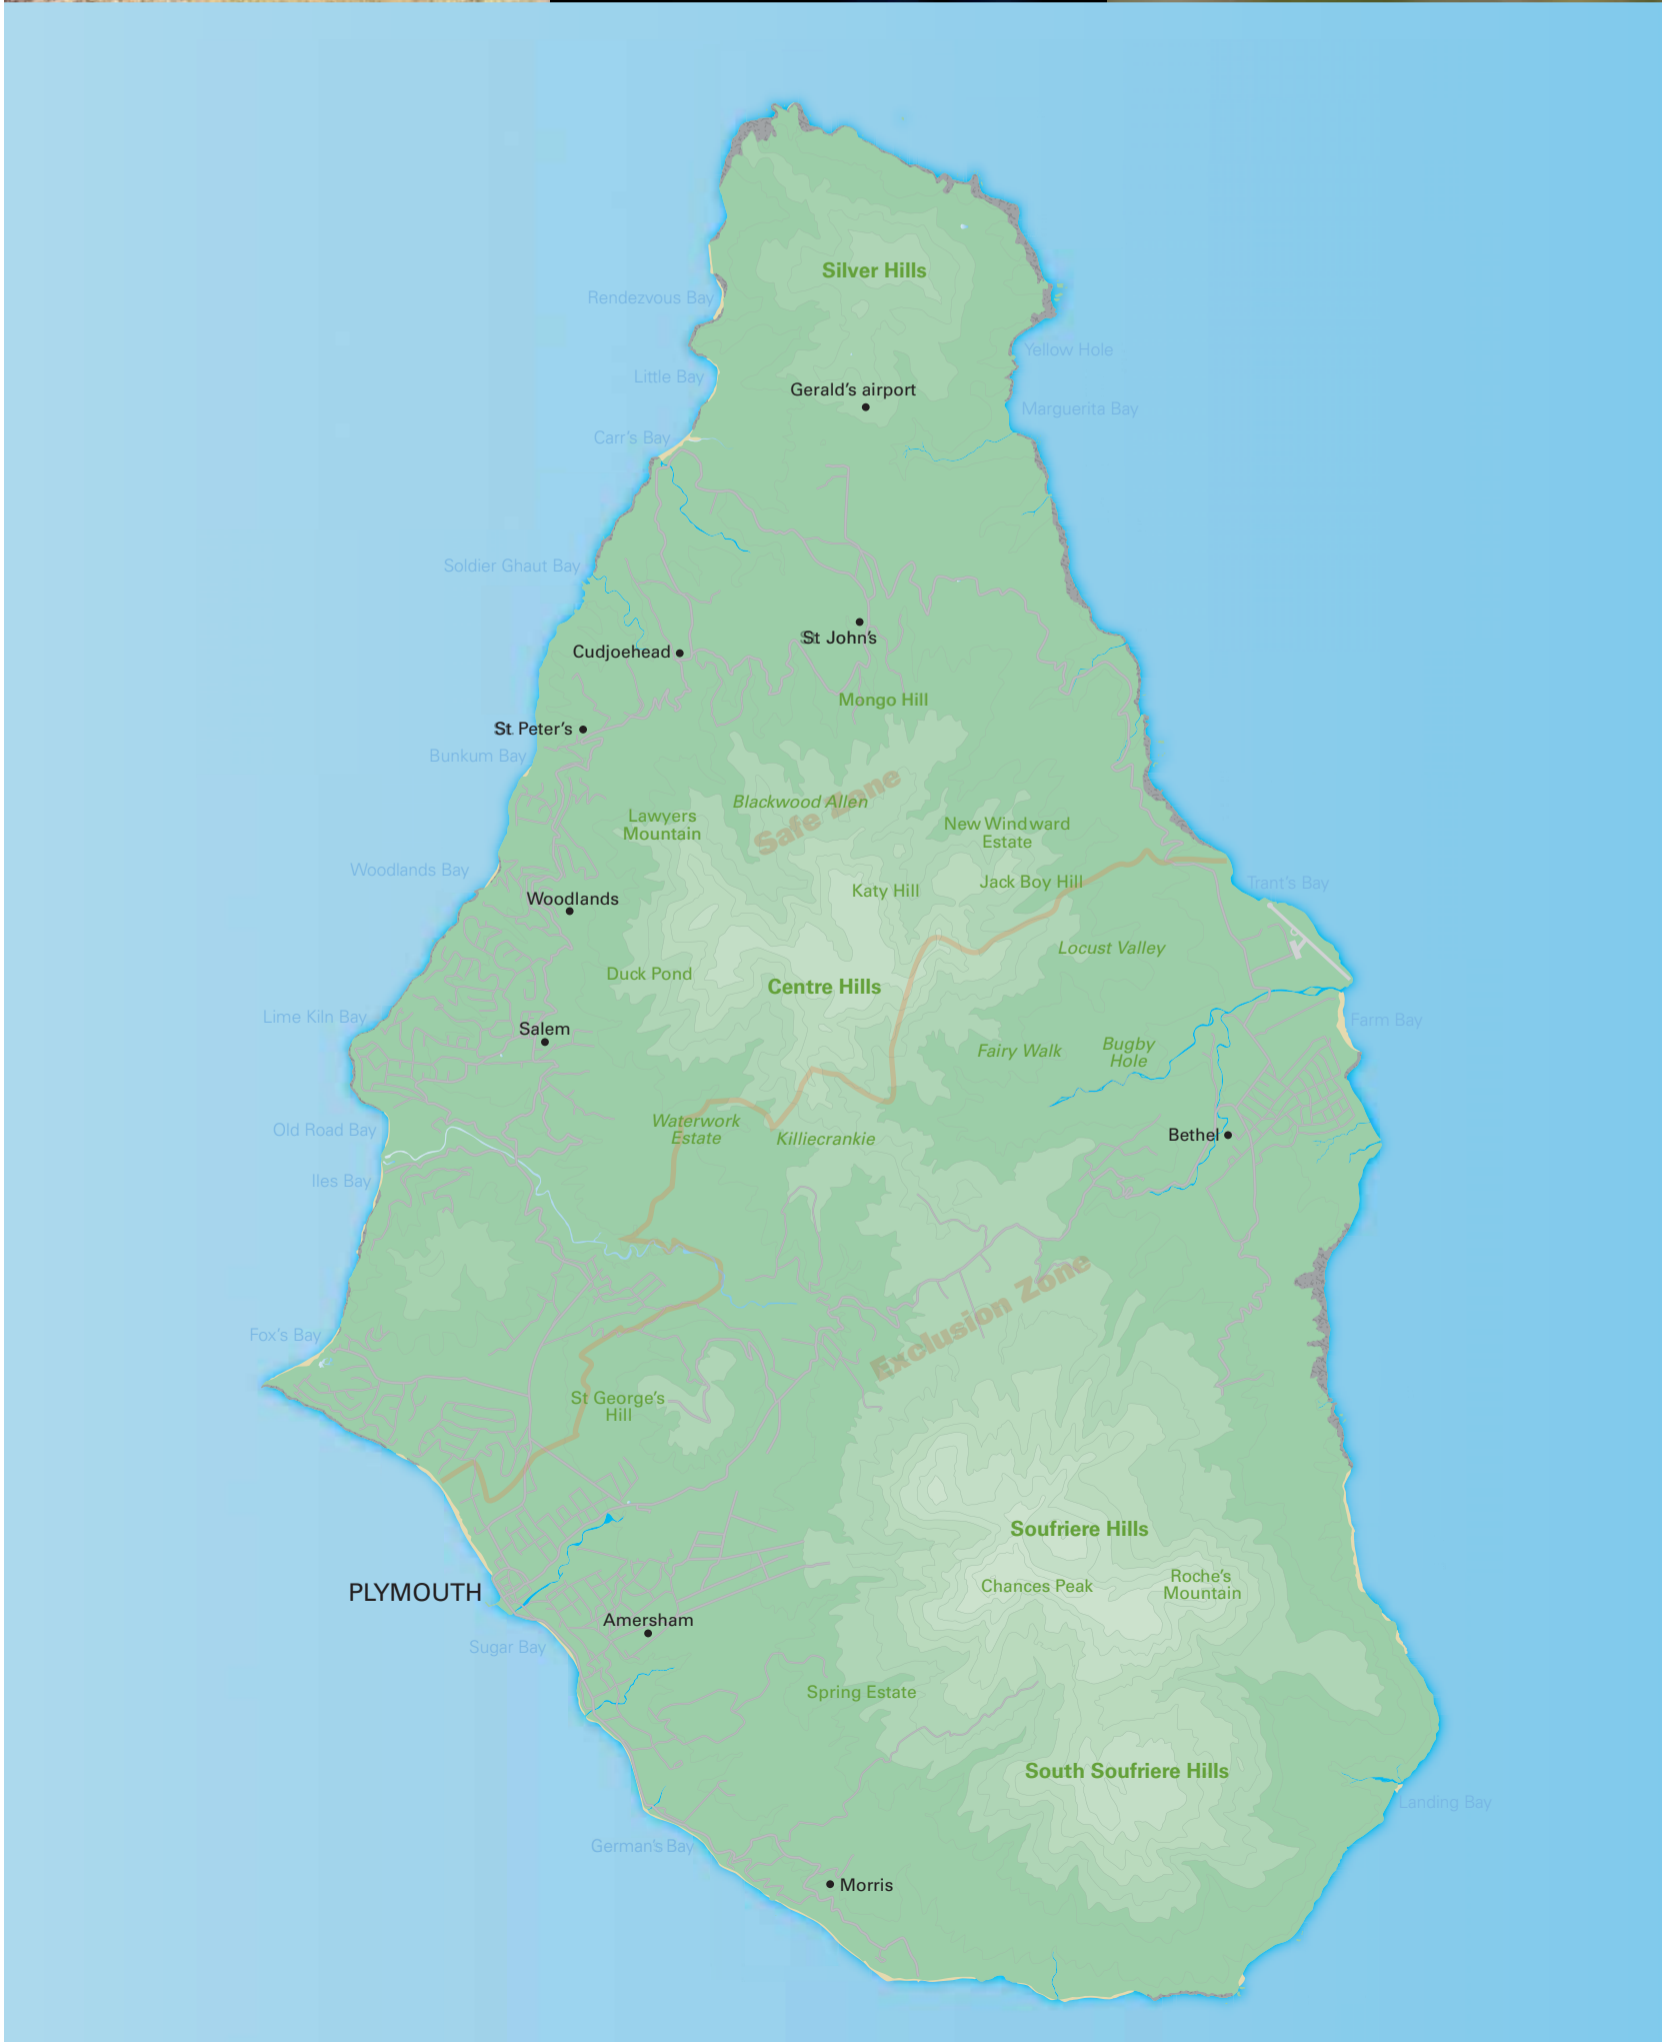 Silver Hills
Rendezvous Bay
Yellow Hole
Little Bay
Gerald's airport
Marguerita Bay
Carr's Bay
Soldier Ghaut Bay
St John's
Cudjoehead
Mongo Hill
St. Peter's
Bunkum Bay
Safe Zone
Blackwood Allen
Lawyers
Mountain
New Windward
Estate
Woodlands Bay
Jack Boy Hill
Trant's Bay
Katy Hill
Woodlands
Locust Valley
Duck Pond
Centre Hills
Lime Kiln Bay
Farm Bay
Salem
Fairy Walk
Bugby
Hole
Old Road Bay
Waterwork
Estate
Killiecrankie
Bethel
Iles Bay
Exclusion Zone
Fox's Bay
St George's
Hill
Soufriere Hills
Chances Peak
Roche's
Mountain
PLYMOUTH
Amersham
Sugar Bay
Spring Estate
South Soufriere Hills
Landing Bay
German's Bay
Morris